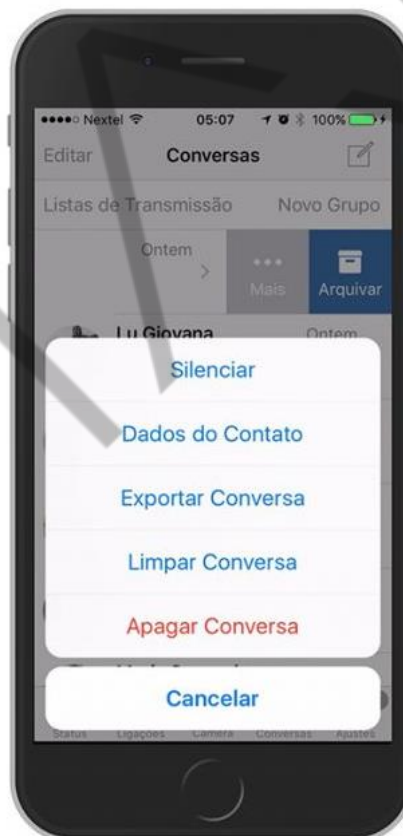 Nextel 05:07 100%
Editar Conversas
Listas de Transmissão Novo Grupo
Ontem
Mais Arquivar
Lu Giovana Ontem
Silenciar
Dados do Contato
Exportar Conversa
Limpar Conversa
Apagar Conversa
Cancelar
Status Ligações Câmera Conversas Ajustes